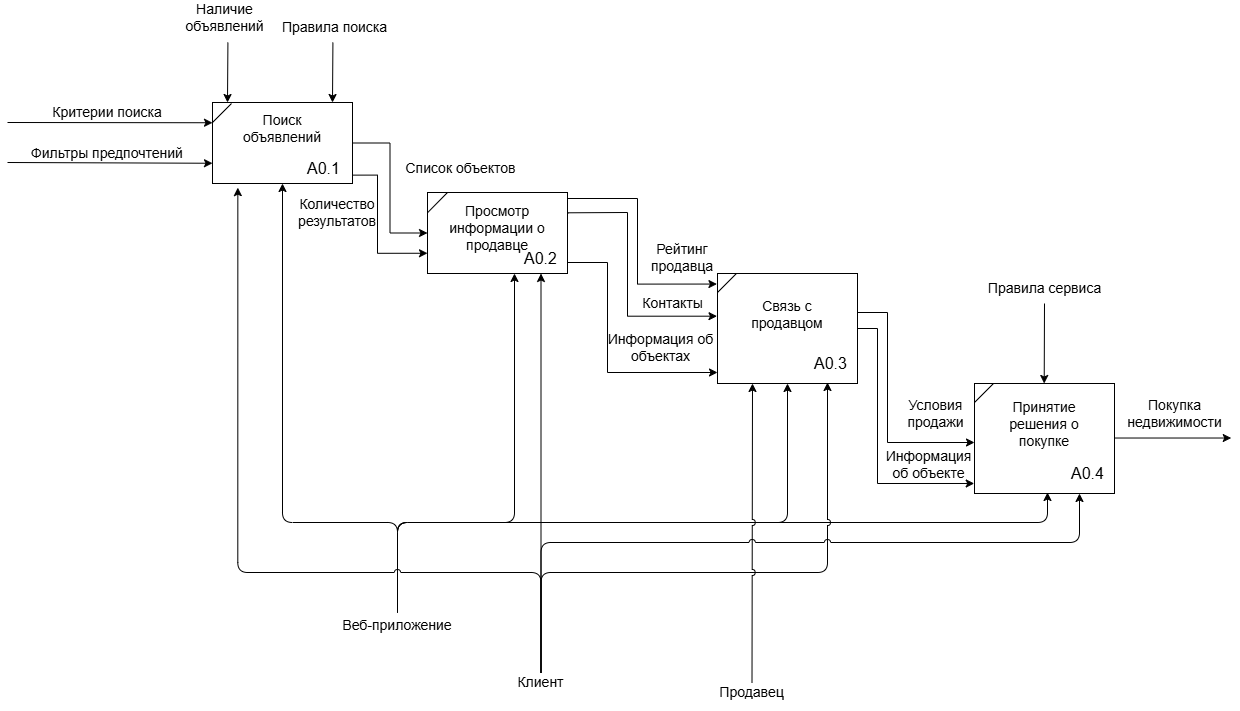 Наличие
объявлений
Правила поиска
Критерии поиска
Фильтры предпочтений
Поиск
объявлений
A0.1
Список объектов
Количество
результатов
Просмотр
информации о
продавце
A0.2
Рейтинг
продавца
Контакты
Информация об
объектах
Связь с
продавцом
A0.3
Правила сервиса
Условия
продажи
Информация
об объекте
Принятие
решения о
покупке
A0.4
Покупка
недвижимости
Веб-приложение
Клиент
Продавец